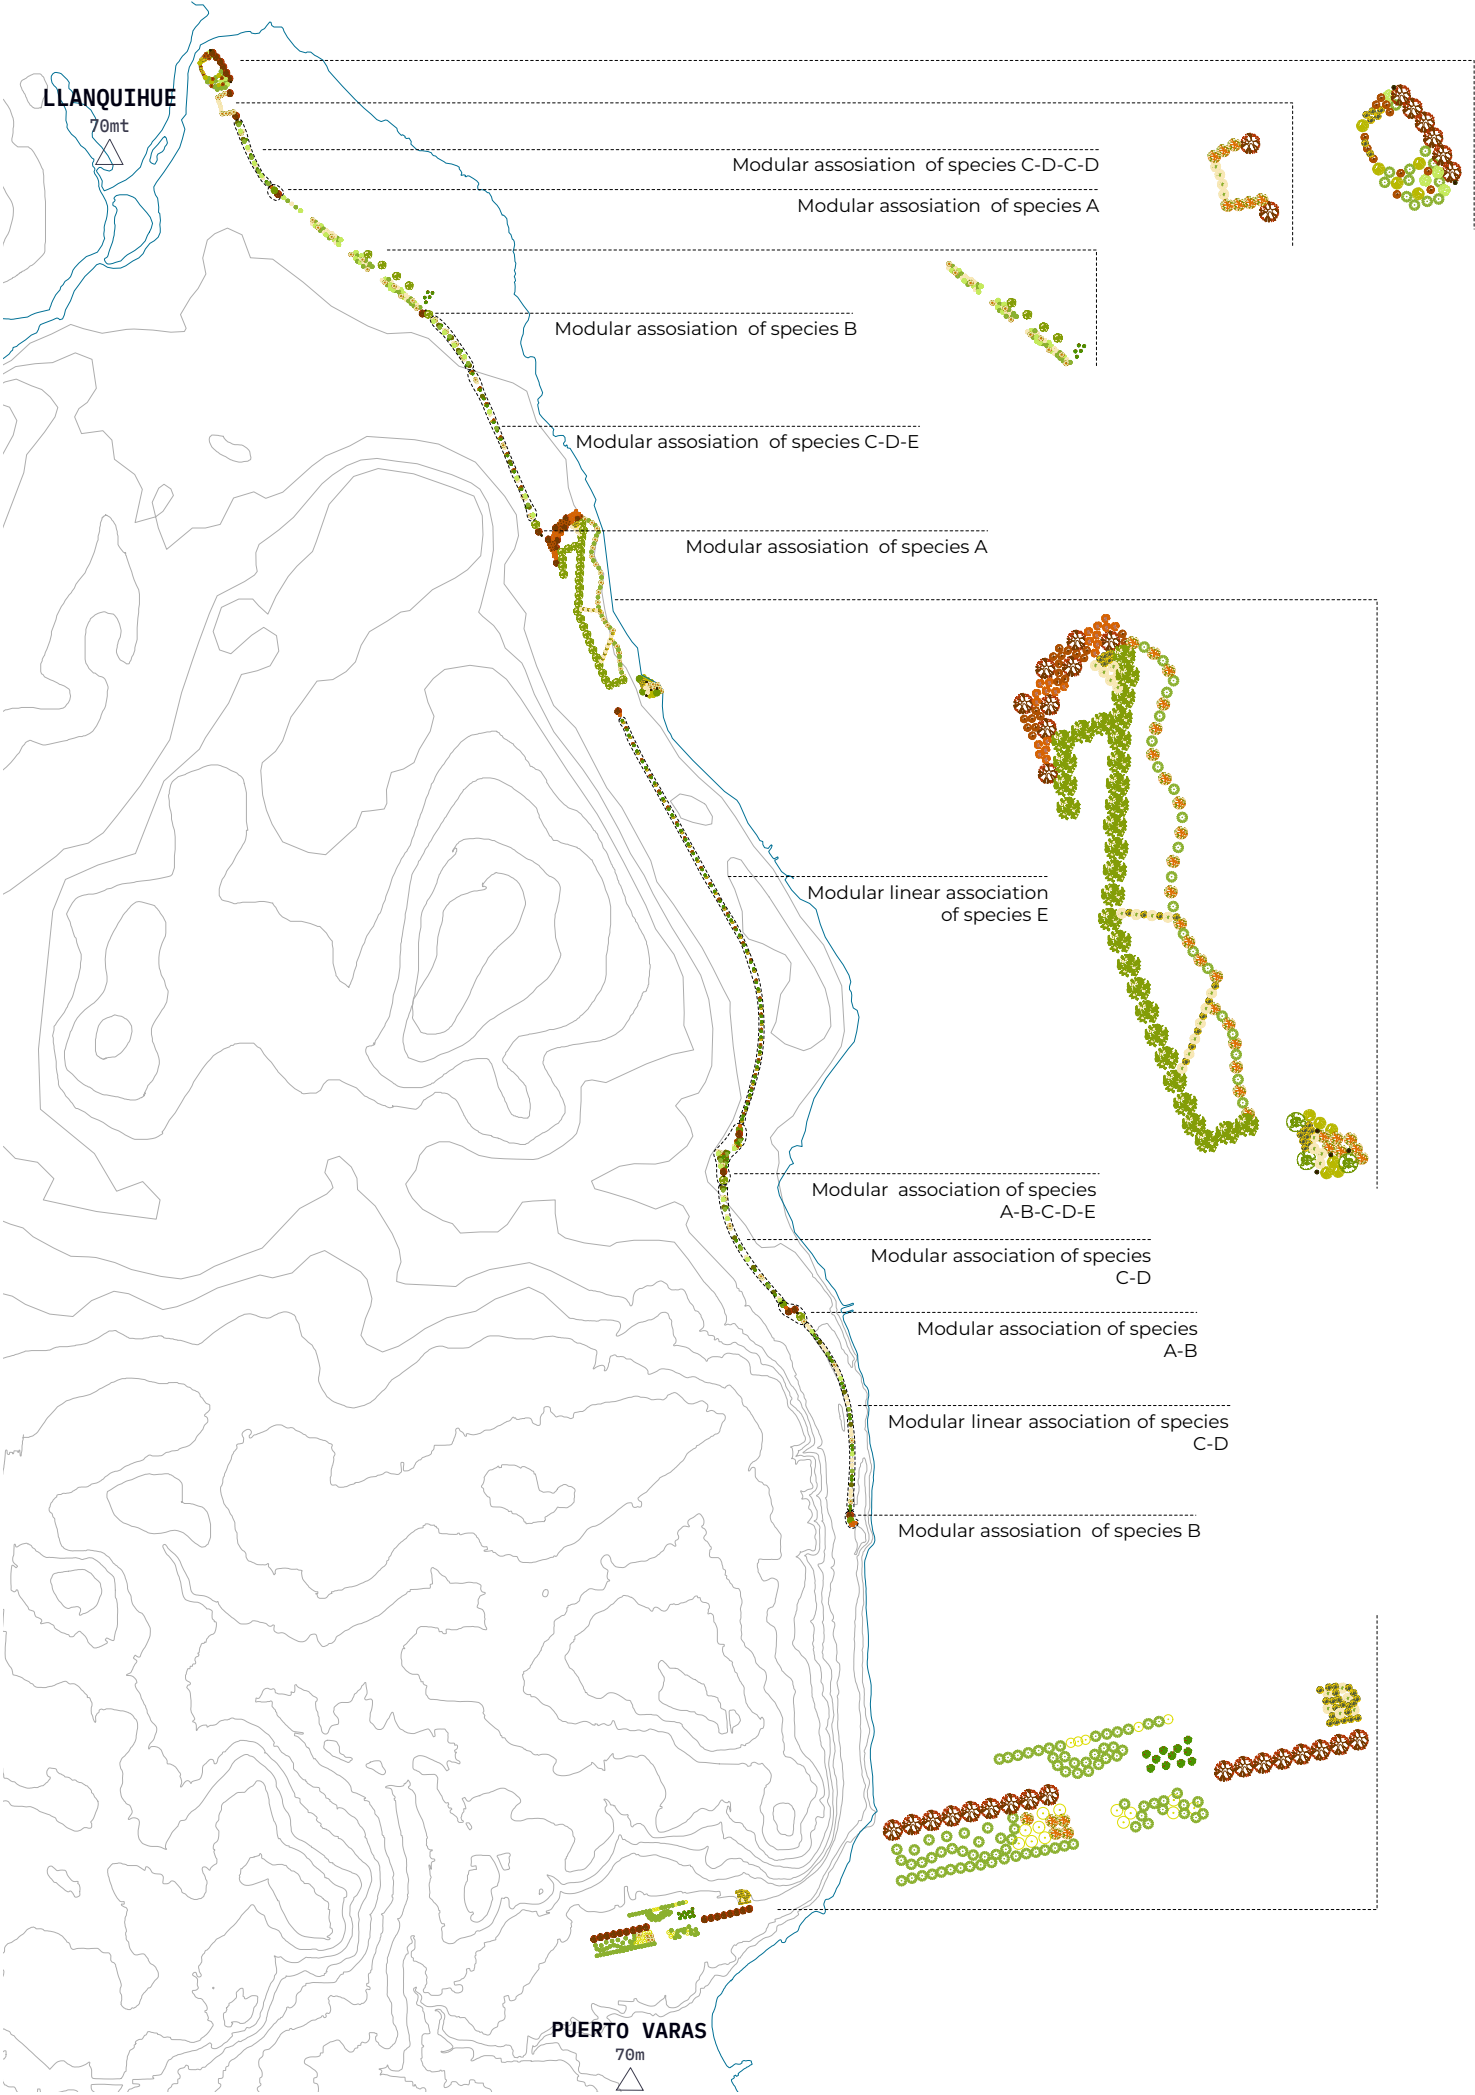 LLANQUIHUE
70mt
Modular assosiation of species C-D-C-D
Modular assosiation of species A
Modular assosiation of species B
Modular assosiation of species C-D-E
Modular assosiation of species A
Modular linear association
of species E
Modular association of species
A-B-C-D-E
Modular association of species
C-D
Modular association of species
A-B
Modular linear association of species
C-D
Modular assosiation of species B
PUERTO VARAS
70m